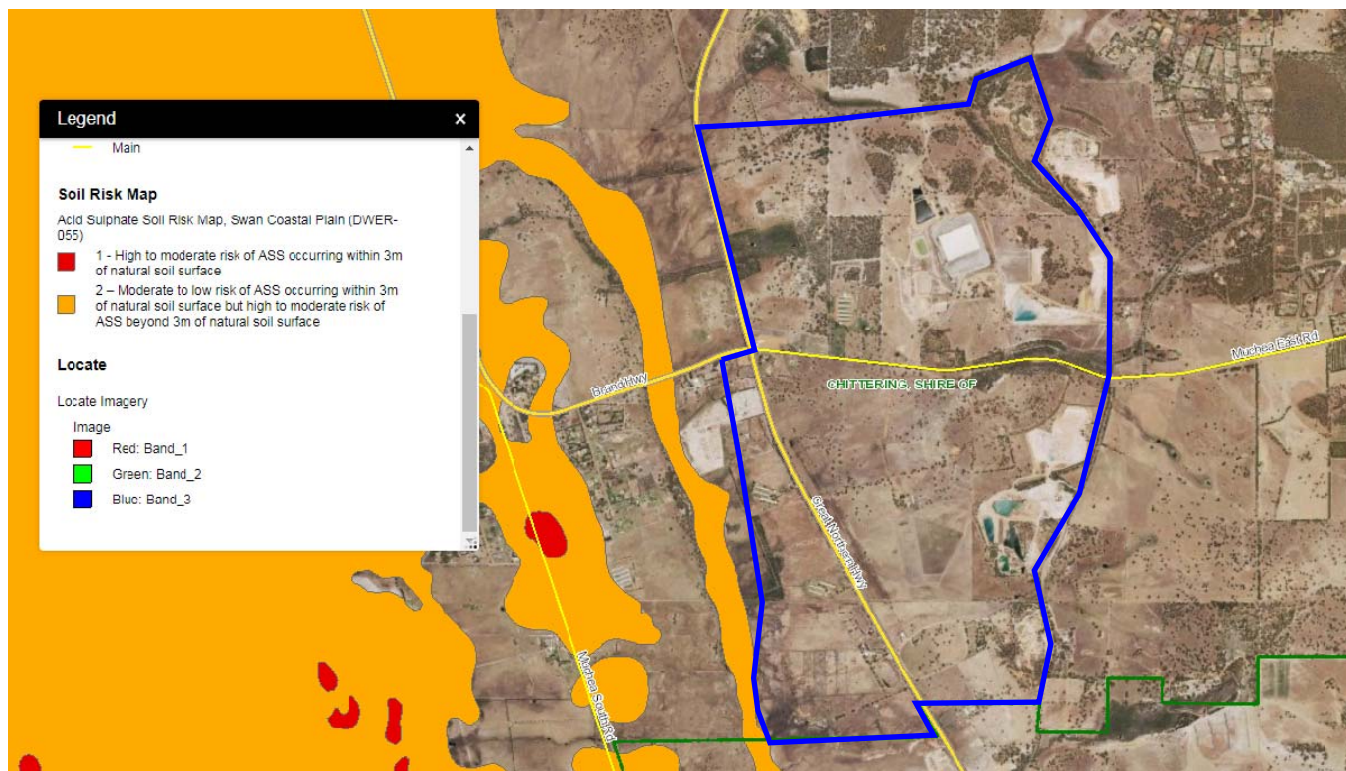 Legend
x
Main
Soil Risk Map
Acid Sulphate Soil Risk Map, Swan Coastal Plain (DWER-
055)
1 - High to moderate risk of ASS occurring within 3m
of natural soil surface
2 – Moderate to low risk of ASS occurring within 3m
of natural soil surface but high to moderate risk of
ASS beyond 3m of natural soil surface
Locate
Locate Imagery
Image
Red: Band_1
Green: Band_2
Blue: Band_3
Brand Hwy
Muchea East Rd
CHITTERING, SHIRE OF
Great Northern Hwy
Muchea South Rd